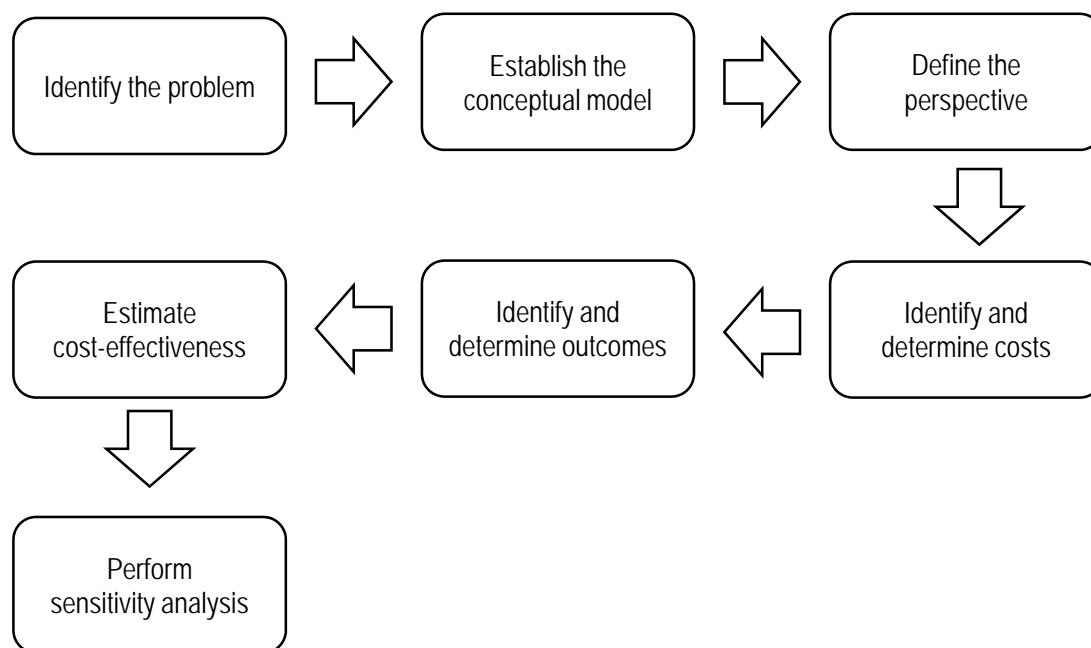 Identify the problem
Establish the
conceptual model
Define the
perspective
Identify and
determine costs
Identify and
determine outcomes
Estimate
cost-effectiveness
Perform
sensitivity analysis